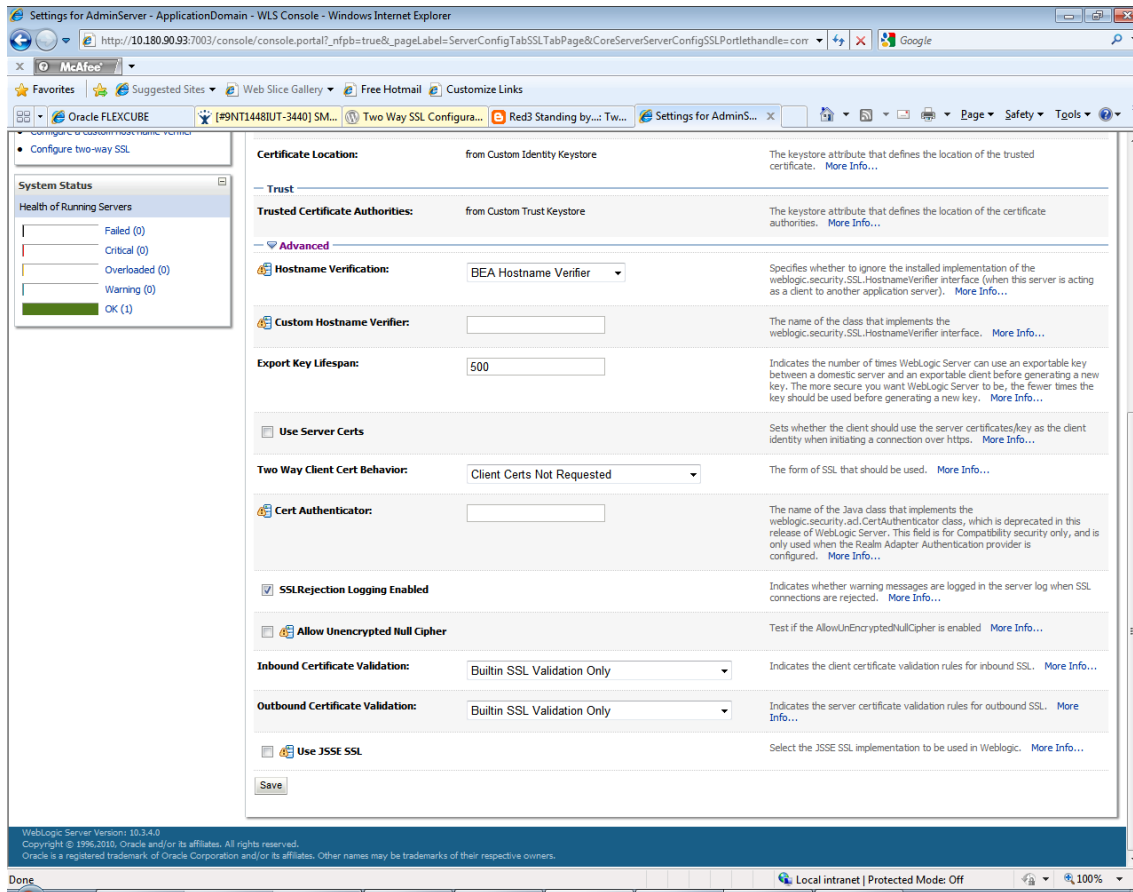 Settings for AdminServer - ApplicationDomain - WLS Console - Windows Internet Explorer
http://10.180.90.93:7003/console/console.portal?_nfpb=true&_pageLabel=ServerConfigTabSSLTabPage&CoreServerServerConfigSSLPortlethandle=com
Google
x McAfee
Favorites Suggested Sites Web Slice Gallery Free Hotmail Customize Links
Oracle FLEXCUBE [#9NT1448IUT-3440] SM... Two Way SSL Configura... Red3 Standing by...: Tw... Settings for AdminS... X Page Safety Tools
Configure a custom host name verifier
Configure two-way SSL
System Status
Health of Running Servers
Failed (0)
Critical (0)
Overloaded (0)
Warning (0)
OK (1)
Certificate Location: from Custom Identity Keystore The keystore attribute that defines the location of the trusted
certificate. More Info...
Trust
Trusted Certificate Authorities: from Custom Trust Keystore The keystore attribute that defines the location of the certificate
authorities. More Info...
Advanced
Hostname Verification: BEA Hostname Verifier Specifies whether to ignore the installed implementation of the
weblogic.security.SSL.HostnameVerifier interface (when this server is acting
as a client to another application server). More Info...
Custom Hostname Verifier: The name of the class that implements the
weblogic.security.SSL.HostnameVerifier interface. More Info...
Export Key Lifespan: 500 Indicates the number of times WebLogic Server can use an exportable key
between a domestic server and an exportable client before generating a new
key. The more secure you want WebLogic Server to be, the fewer times the
key should be used before generating a new key. More Info...
Use Server Certs Sets whether the client should use the server certificates/key as the client
identity when initiating a connection over https. More Info...
Two Way Client Cert Behavior: Client Certs Not Requested The form of SSL that should be used. More Info...
Cert Authenticator: The name of the Java class that implements the
weblogic.security.acl.CertAuthenticator class, which is deprecated in this
release of WebLogic Server. This field is for Compatibility security only, and is
only used when the Realm Adapter Authentication provider is
configured. More Info...
SSLRejection Logging Enabled Indicates whether warning messages are logged in the server log when SSL
connections are rejected. More Info...
Allow Unencrypted Null Cipher Test if the AllowUnEncryptedNullCipher is enabled More Info...
Inbound Certificate Validation: Builtin SSL Validation Only Indicates the client certificate validation rules for inbound SSL. More Info...
Outbound Certificate Validation: Builtin SSL Validation Only Indicates the server certificate validation rules for outbound SSL. More
Info...
Use JSSE SSL Select the JSSE SSL implementation to be used in Weblogic. More Info...
Save
WebLogic Server Version: 10.3.4.0
Copyright © 1996,2010, Oracle and/or its affiliates. All rights reserved.
Oracle is a registered trademark of Oracle Corporation and/or its affiliates. Other names may be trademarks of their respective owners.
Done Local intranet | Protected Mode: Off 100%